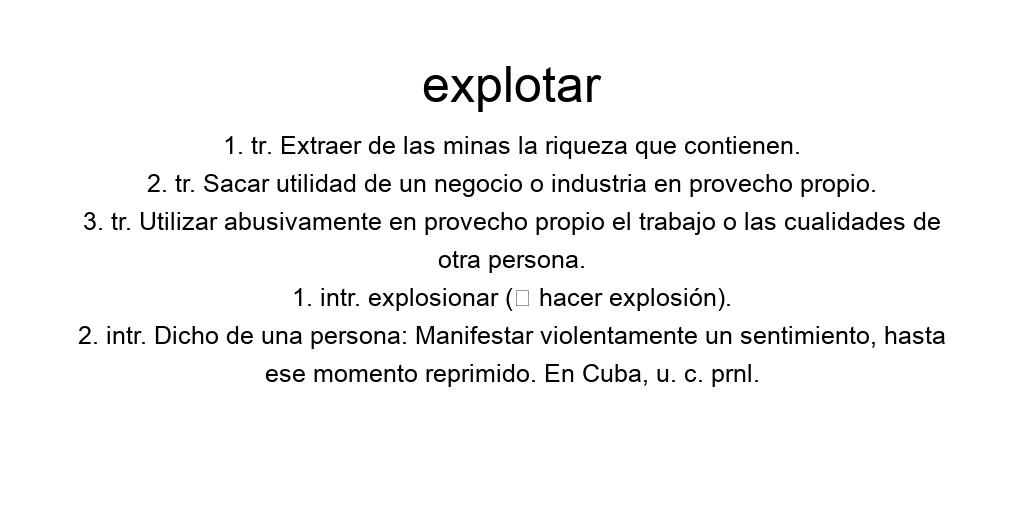 explotar
1. tr. Extraer de las minas la riqueza que contienen.
2. tr. Sacar utilidad de un negocio o industria en provecho propio.
3. tr. Utilizar abusivamente en provecho propio el trabajo o las cualidades de
otra persona.
1. intr. explosionar (□ hacer explosión).
2. intr. Dicho de una persona: Manifestar violentamente un sentimiento, hasta
ese momento reprimido. En Cuba, u. c. prnl.